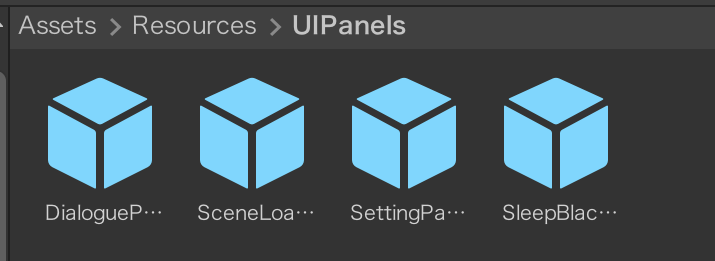 Assets > Resources > UIPanels
DialogueP... SceneLoa... SettingPa... SleepBlac...